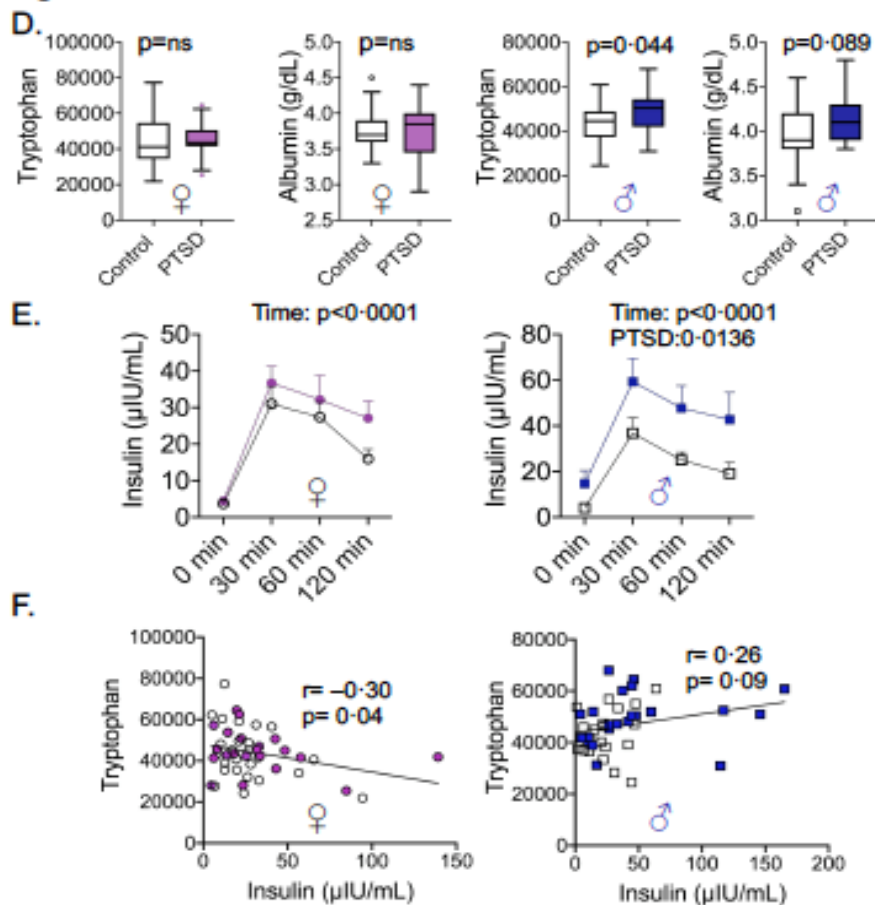 D.
100000
80000
60000
40000
20000
0
Tryptophan
p=ns
♀
Control
PTSD
5.0
4.5
4.0
3.5
3.0
2.5
Albumin (g/dL)
p=ns
♀
Control
PTSD
80000
60000
40000
20000
0
Tryptophan
p=0·044
♂
Control
PTSD
5.0
4.5
4.0
3.5
3.0
Albumin (g/dL)
p=0·089
♂
Control
PTSD
E.
Time: p<0·0001
50
40
30
20
10
0
Insulin (µIU/mL)
♀
0 min
30 min
60 min
120 min
Time: p<0·0001
PTSD:0·0136
80
60
40
20
0
Insulin (µIU/mL)
♂
0 min
30 min
60 min
120 min
F.
100000
80000
60000
40000
20000
0
Tryptophan
r= –0·30
p= 0·04
♀
0
50
100
150
Insulin (µIU/mL)
80000
60000
40000
20000
0
Tryptophan
r= 0·26
p= 0·09
♂
0
50
100
150
200
Insulin (µIU/mL)